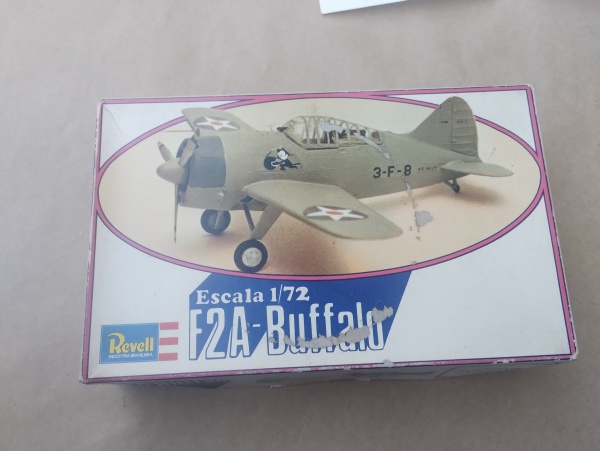 3-F-8
Escala 1/72
F2A-Buffalo
Revell